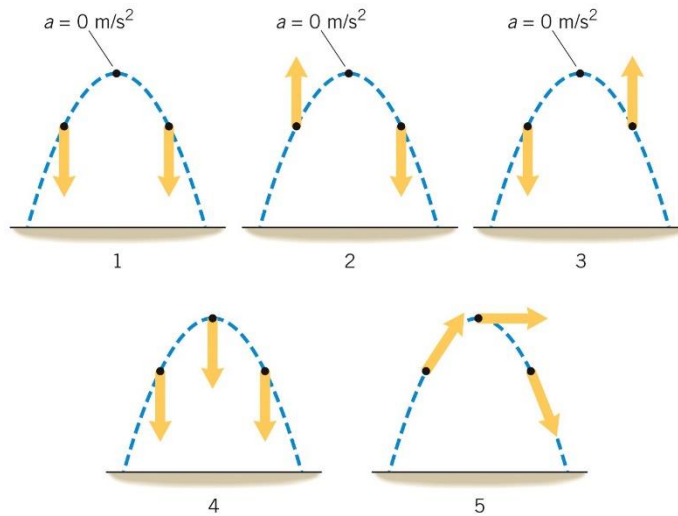 a = 0 m/s²
a = 0 m/s²
a = 0 m/s²
1
2
3
4
5